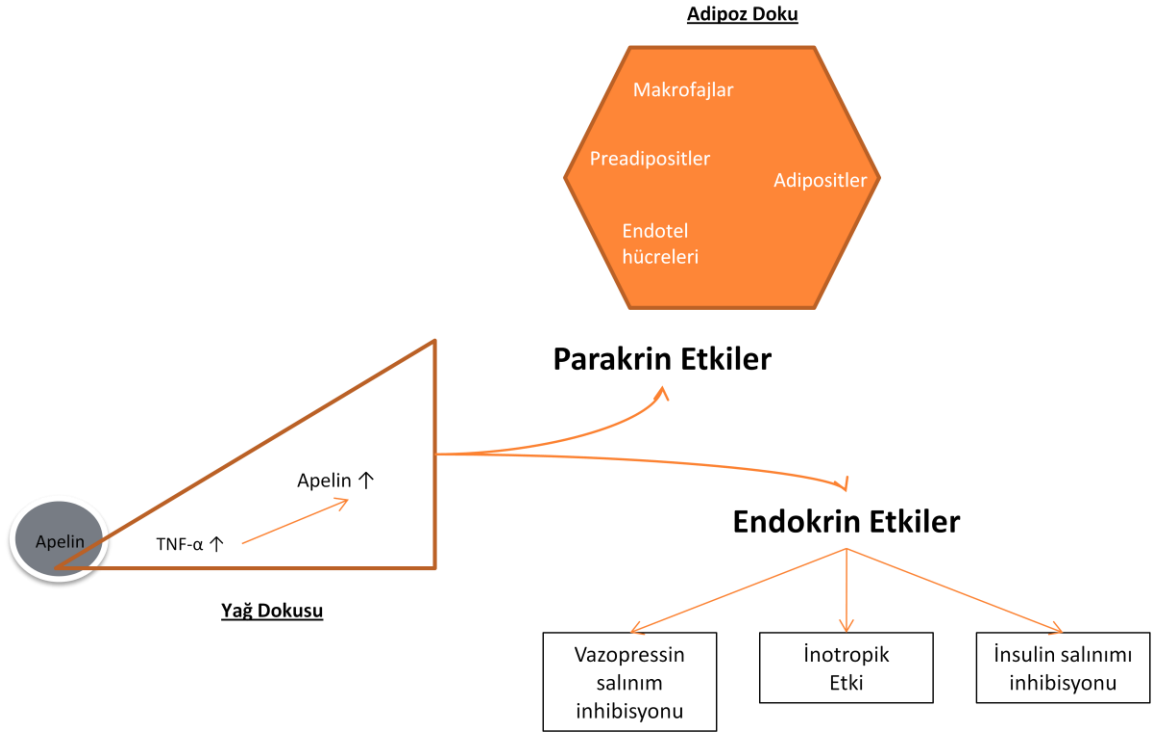 Adipoz Doku
Makrofajlar
Preadipositler
Adipositler
Endotel
hücreleri
Parakrin Etkiler
Apelin ↑
Apelin
TNF-α ↑
Yağ Dokusu
Endokrin Etkiler
Vazopressin
salınım
inhibisyonu
İnotropik
Etki
İnsulin salınımı
inhibisyonu